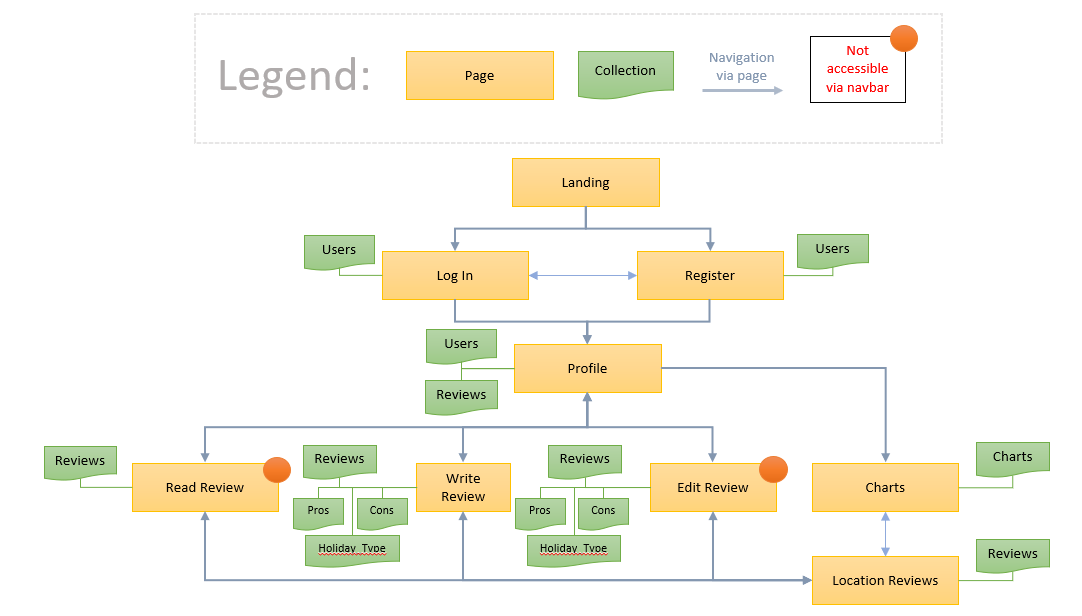 Legend:
Page
Collection
Navigation
via page
Not
accessible
via navbar
Landing
Users
Log In
Register
Users
Users
Profile
Reviews
Reviews
Read Review
Reviews
Pros
Cons
Holiday_Type
Write
Review
Reviews
Pros
Cons
Holiday_Type
Edit Review
Charts
Charts
Reviews
Location Reviews